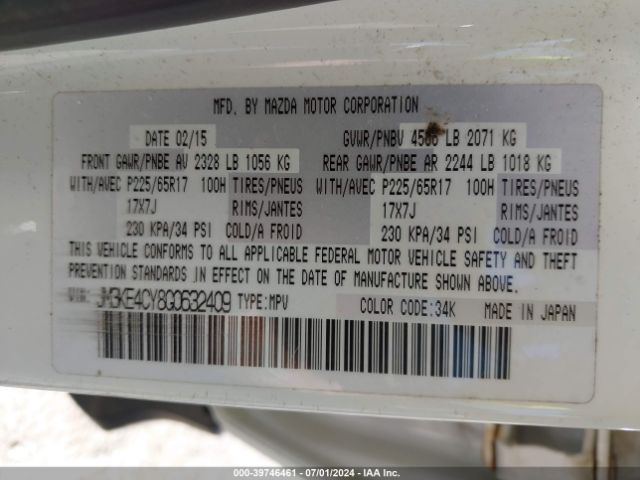 MFD. BY MAZDA MOTOR CORPORATION
DATE 02/15 GVWR/PNBV 4566 LB 2071 KG
FRONT GAWR/PNBE AV 2328 LB 1056 KG REAR GAWR/PNBE AR 2244 LB 1018 KG
WITH/AVEC P225/65R17 100H TIRES/PNEUS WITH/AVEC P225/65R17 100H TIRES/PNEUS
17X7J RIMS/JANTES 17X7J RIMS/JANTES
230 KPA/34 PSI COLD/A FROID 230 KPA/34 PSI COLD/A FROID
THIS VEHICLE CONFORMS TO ALL APPLICABLE FEDERAL MOTOR VEHICLE SAFETY AND THEFT
PREVENTION STANDARDS IN EFFECT ON THE DATE OF MANUFACTURE SHOWN ABOVE.
VIN: JM3KE4CY8G0632409 TYPE:MPV COLOR CODE:34K MADE IN JAPAN
000-39746461 - 07/01/2024 - IAA Inc.